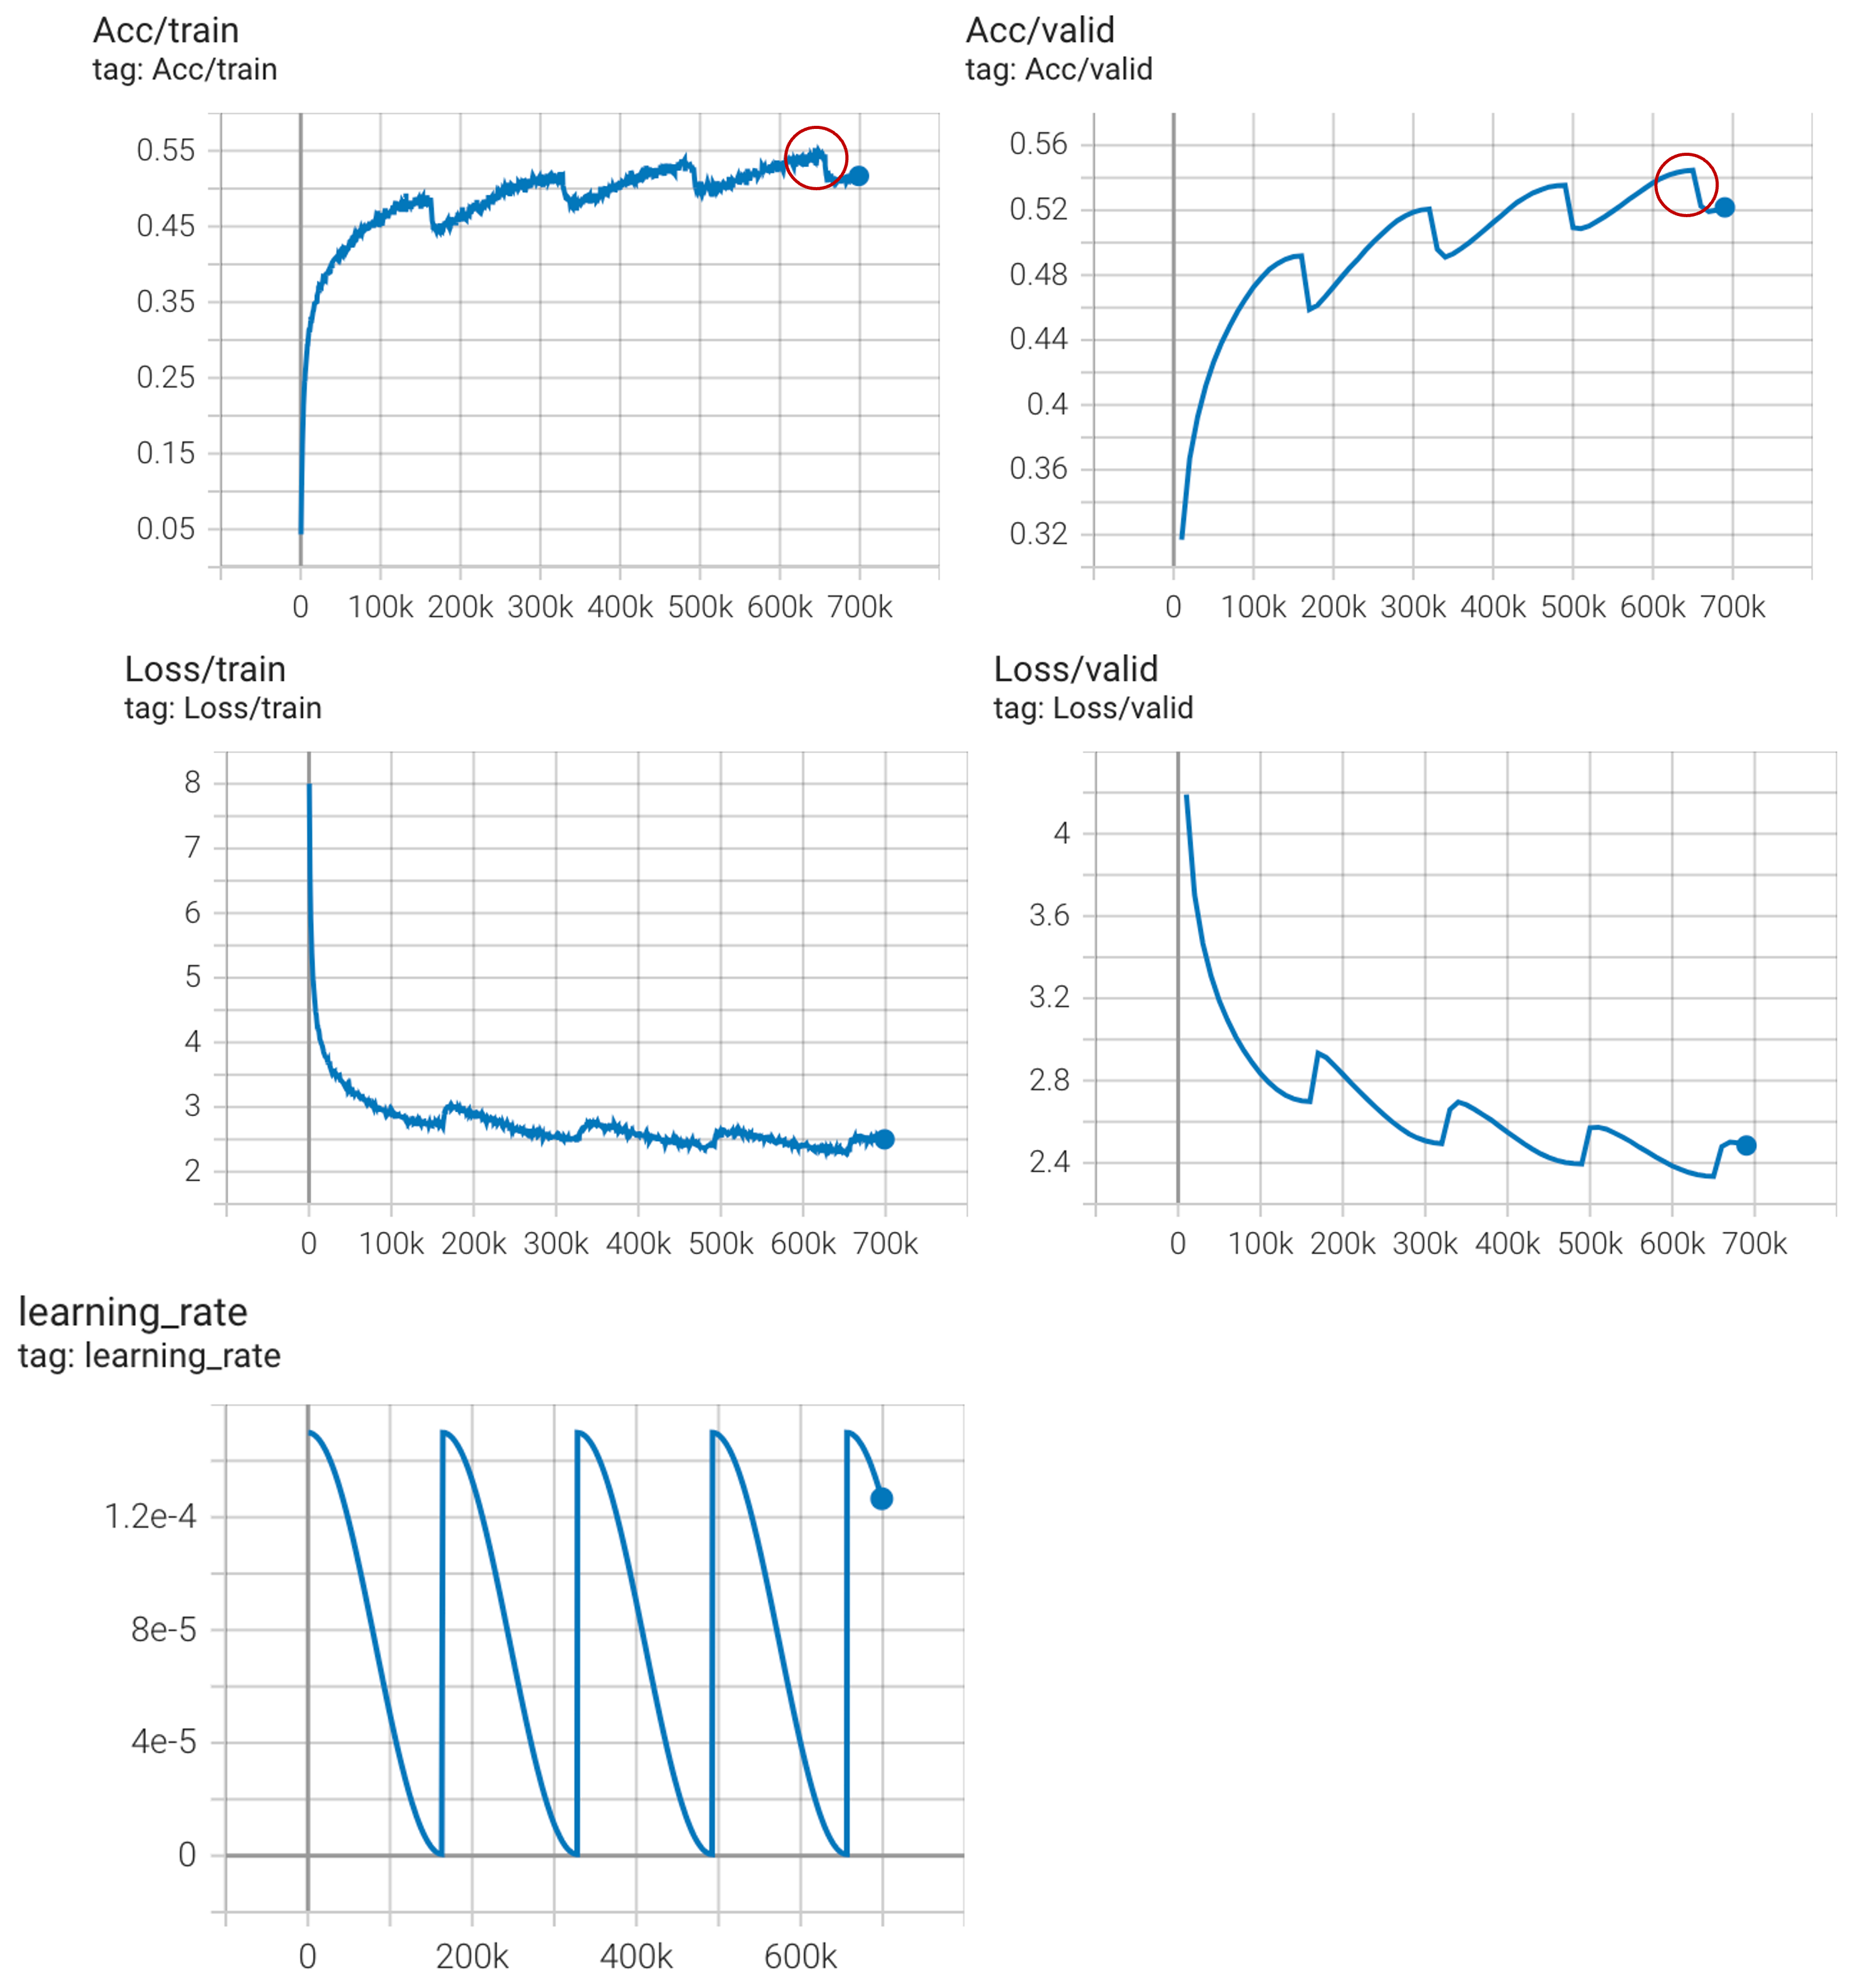 Acc/train
tag: Acc/train
0.55
0.45
0.35
0.25
0.15
0.05
0 100k 200k 300k 400k 500k 600k 700k
Acc/valid
tag: Acc/valid
0.56
0.52
0.48
0.44
0.4
0.36
0.32
0 100k 200k 300k 400k 500k 600k 700k
Loss/train
tag: Loss/train
8
7
6
5
4
3
2
0 100k 200k 300k 400k 500k 600k 700k
Loss/valid
tag: Loss/valid
4
3.6
3.2
2.8
2.4
0 100k 200k 300k 400k 500k 600k 700k
learning_rate
tag: learning_rate
1.2e-4
8e-5
4e-5
0
0 200k 400k 600k